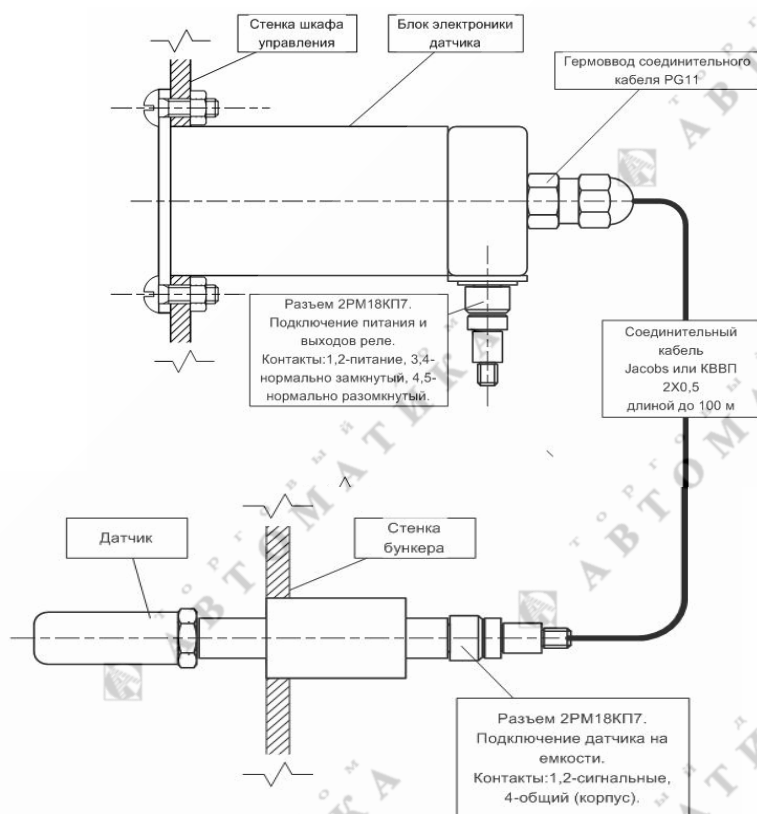 Стенка шкафа
управления
Блок электроники
датчика
Гермоввод соединительного
кабеля PG11
Разъем 2РМ18КП7.
Подключение питания и
выходов реле.
Контакты:1,2-питание, 3,4-
нормально замкнутый, 4,5-
нормально разомкнутый.
Соединительный
кабель
Jacobs или КВВП
2Х0,5
длиной до 100 м
Датчик
Стенка
бункера
Разъем 2РМ18КП7.
Подключение датчика на
емкости.
Контакты:1,2-сигнальные,
4-общий (корпус).
торговый
АВТОМАТИКА